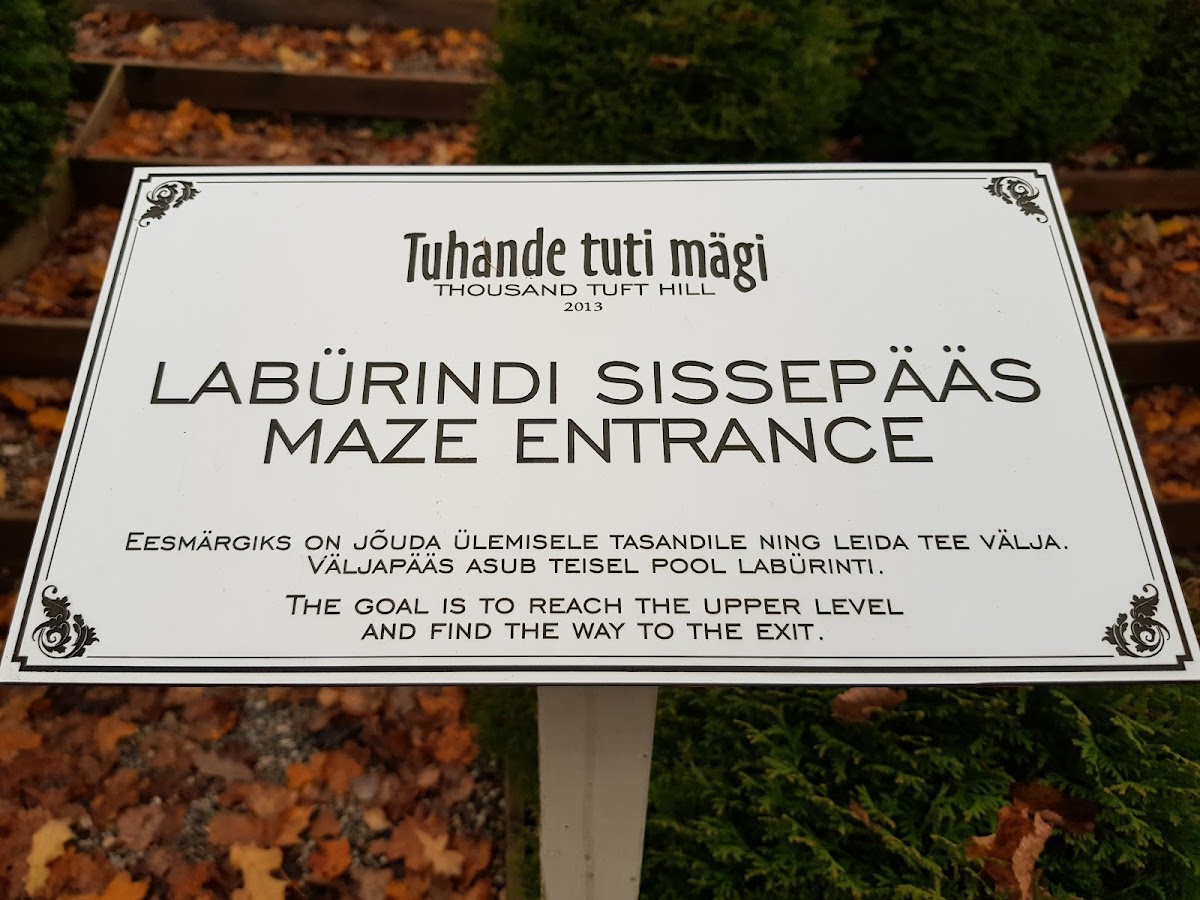 Tuhande tuti mägi
THOUSAND TUFT HILL
2013
LABÜRINDI SISSEPÄÄS
MAZE ENTRANCE
EESMÄRGIKS ON JÕUDA ÜLEMISELE TASANDILE NING LEIDA TEE VÄLJA.
VÄLJAPÄÄS ASUB TEISEL POOL LABÜRINTI.
THE GOAL IS TO REACH THE UPPER LEVEL
AND FIND THE WAY TO THE EXIT.